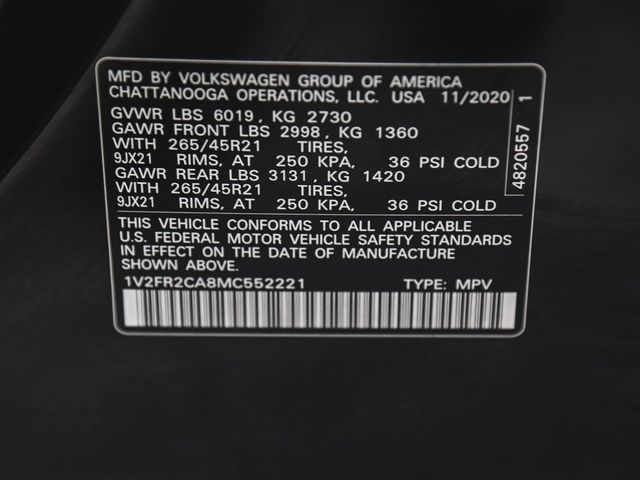 MFD BY VOLKSWAGEN GROUP OF AMERICA
CHATTANOOGA OPERATIONS, LLC. USA 11/2020
GVWR LBS 6019, KG 2730
GAWR FRONT LBS 2998, KG 1360
WITH 265/45R21 TIRES,
9JX21 RIMS, AT 250 KPA, 36 PSI COLD
GAWR REAR LBS 3131, KG 1420
WITH 265/45R21 TIRES,
9JX21 RIMS, AT 250 KPA, 36 PSI COLD
THIS VEHICLE CONFORMS TO ALL APPLICABLE
U.S. FEDERAL MOTOR VEHICLE SAFETY STANDARDS
IN EFFECT ON THE DATE OF MANUFACTURE
SHOWN ABOVE.
1V2FR2CA8MC552221 TYPE: MPV
4820557 1